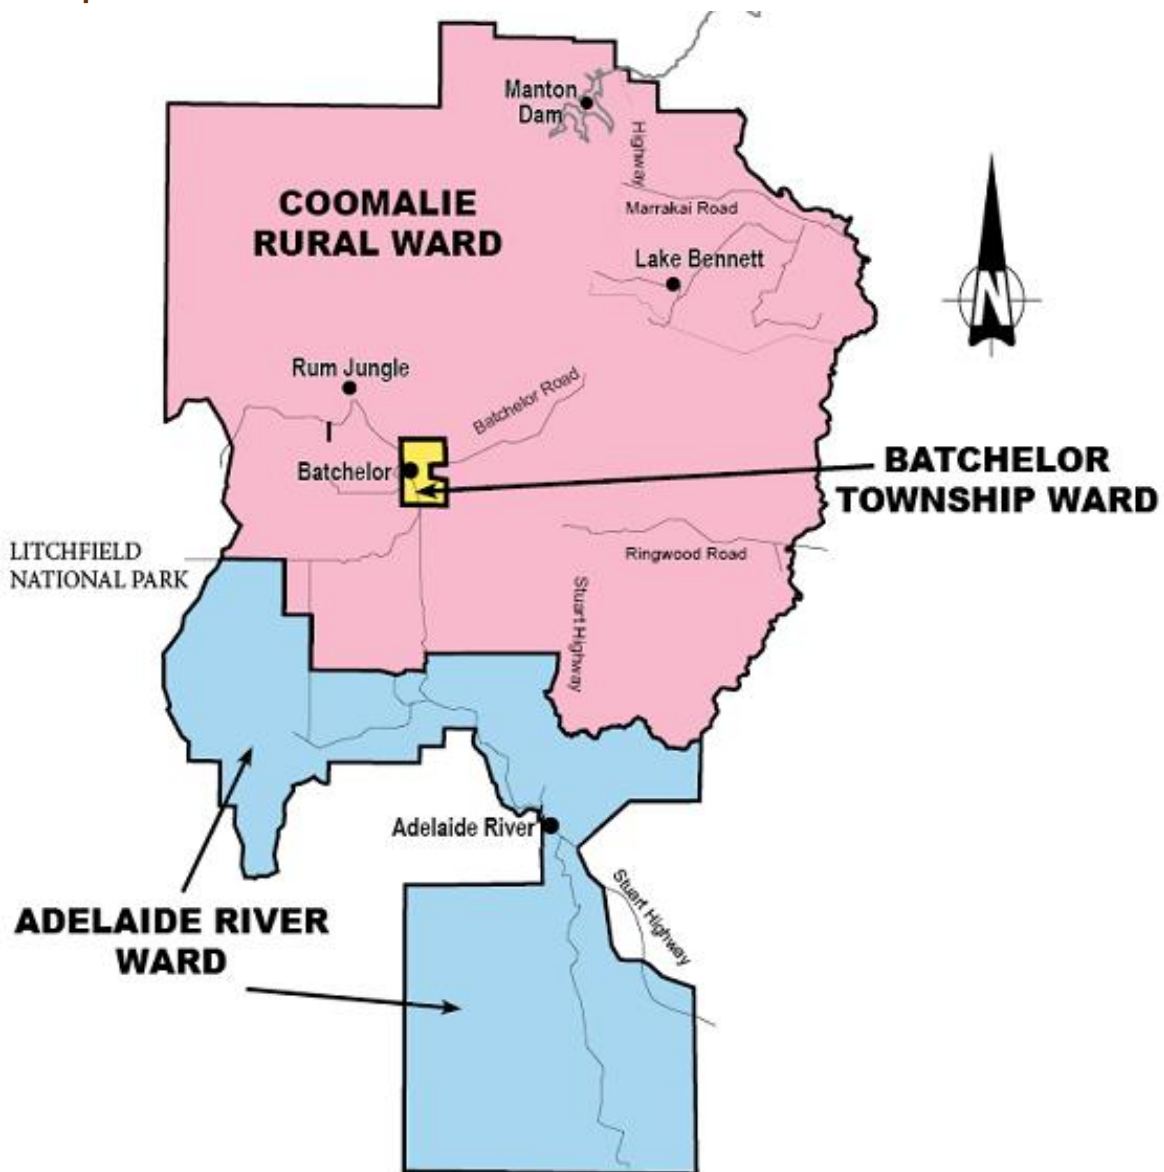 Manton
Dam
Highway
COOMALIE
RURAL WARD
Marrakai Road
Lake Bennett
N
Rum Jungle
Batchelor Road
Batchelor
BATCHELOR
TOWNSHIP WARD
LITCHFIELD
NATIONAL PARK
Ringwood Road
Stuart Highway
Adelaide River
Stuart Highway
ADELAIDE RIVER
WARD